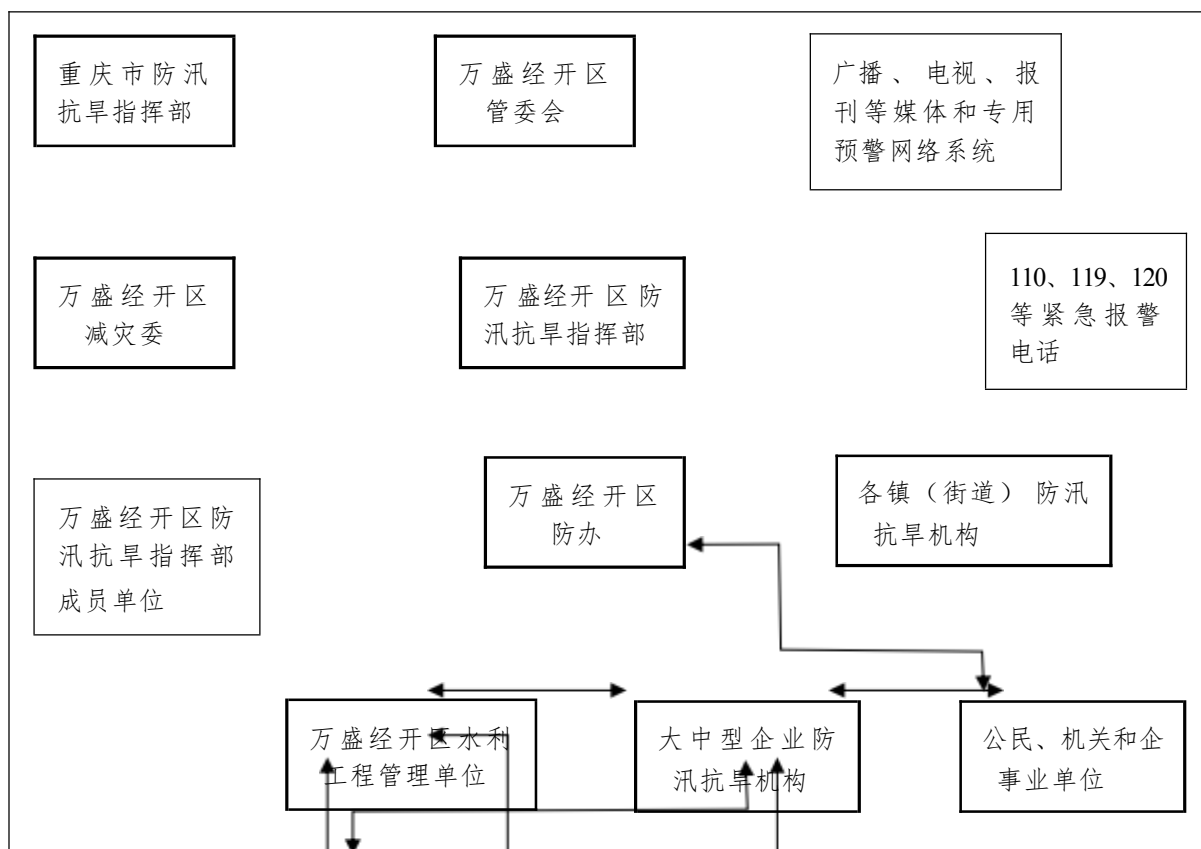 重庆市防汛
抗旱指挥部
万盛经开区
管委会
广播、电视、报
刊等媒体和专用
预警网络系统
万盛经开区
减灾委
万盛经开区防
汛抗旱指挥部
110、119、120
等紧急报警
电话
万盛经开区防
汛抗旱指挥部
成员单位
万盛经开区
防办
各镇（街道）防汛
抗旱机构
万盛经开区水利
工程管理单位
大中型企业防
汛抗旱机构
公民、机关和企
事业单位